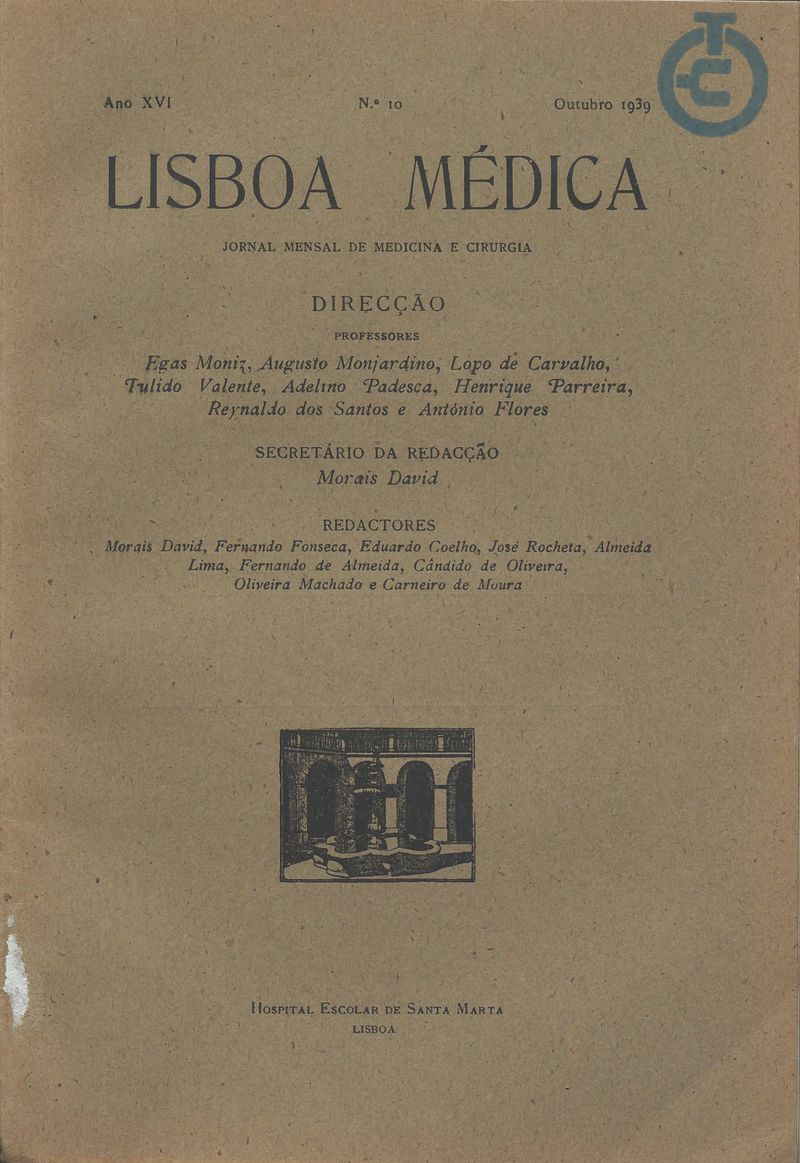 Ano XVI N.º 10 Outubro 1939
LISBOA MÉDICA
JORNAL MENSAL DE MEDICINA E CIRURGIA
DIRECÇÃO
PROFESSORES
Egas Moniz, Augusto Monjardino, Lopo de Carvalho,
Pulido Valente, Adelino Padesca, Henrique Parreira,
Reynaldo dos Santos e António Flores
SECRETÁRIO DA REDACÇÃO
Morais David
REDACTORES
Morais David, Fernando Fonseca, Eduardo Coelho, José Rocheta, Almeida
Lima, Fernando de Almeida, Cândido de Oliveira,
Oliveira Machado e Carneiro de Moura
HOSPITAL ESCOLAR DE SANTA MARTA
LISBOA